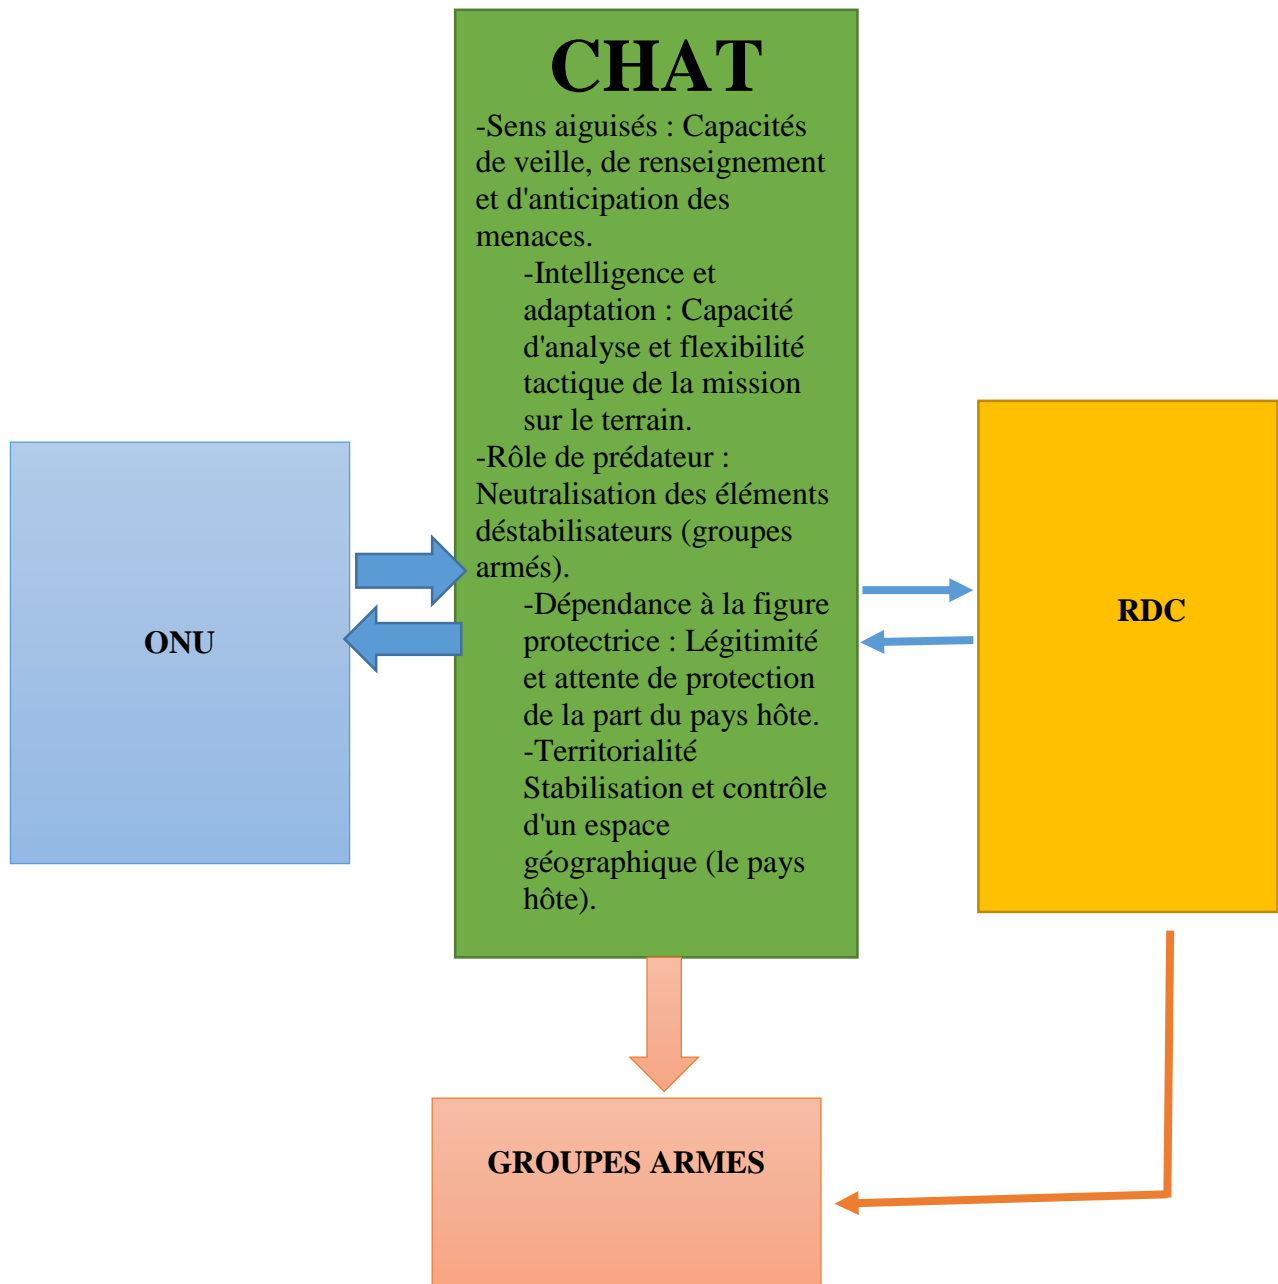 CHAT
-Sens aiguisés : Capacités
de veille, de renseignement
et d'anticipation des
menaces.
-Intelligence et
adaptation : Capacité
d'analyse et flexibilité
tactique de la mission
sur le terrain.
-Rôle de prédateur :
Neutralisation des éléments
déstabilisateurs (groupes
armés).
-Dépendance à la figure
protectrice : Légitimité
et attente de protection
de la part du pays hôte.
-Territorialité
Stabilisation et contrôle
d'un espace
géographique (le pays
hôte).
ONU
RDC
GROUPES ARMES